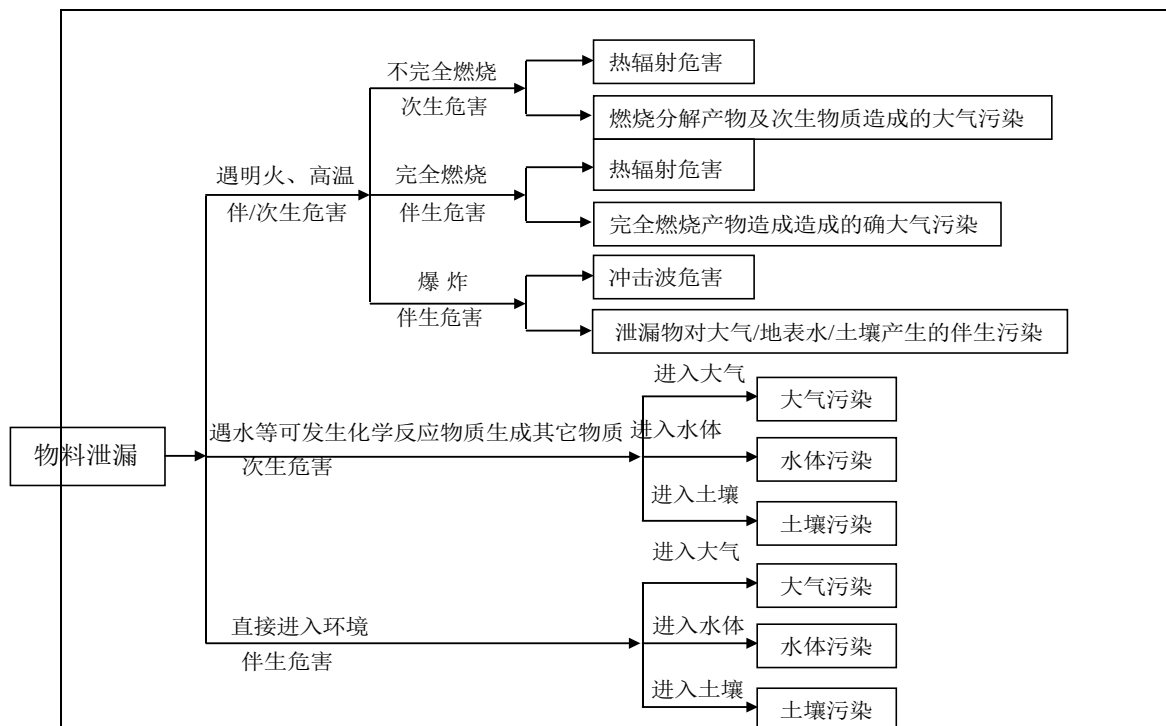 不完全燃烧
次生危害
热辐射危害
燃烧分解产物及次生物质造成的大气污染
遇明火、高温
伴/次生危害
完全燃烧
伴生危害
热辐射危害
完全燃烧产物造成造成的确大气污染
爆 炸
伴生危害
冲击波危害
泄漏物对大气/地表水/土壤产生的伴生污染
物料泄漏
遇水等可发生化学反应物质生成其它物质
次生危害
进入大气
大气污染
进入水体
水体污染
进入土壤
土壤污染
直接进入环境
伴生危害
进入大气
大气污染
进入水体
水体污染
进入土壤
土壤污染